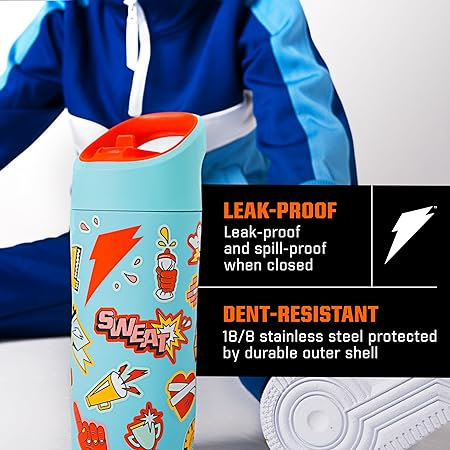 LEAK-PROOF
Leak-proof
and spill-proof
when closed
DENT-RESISTANT
18/8 stainless steel protected
by durable outer shell
SWEAT